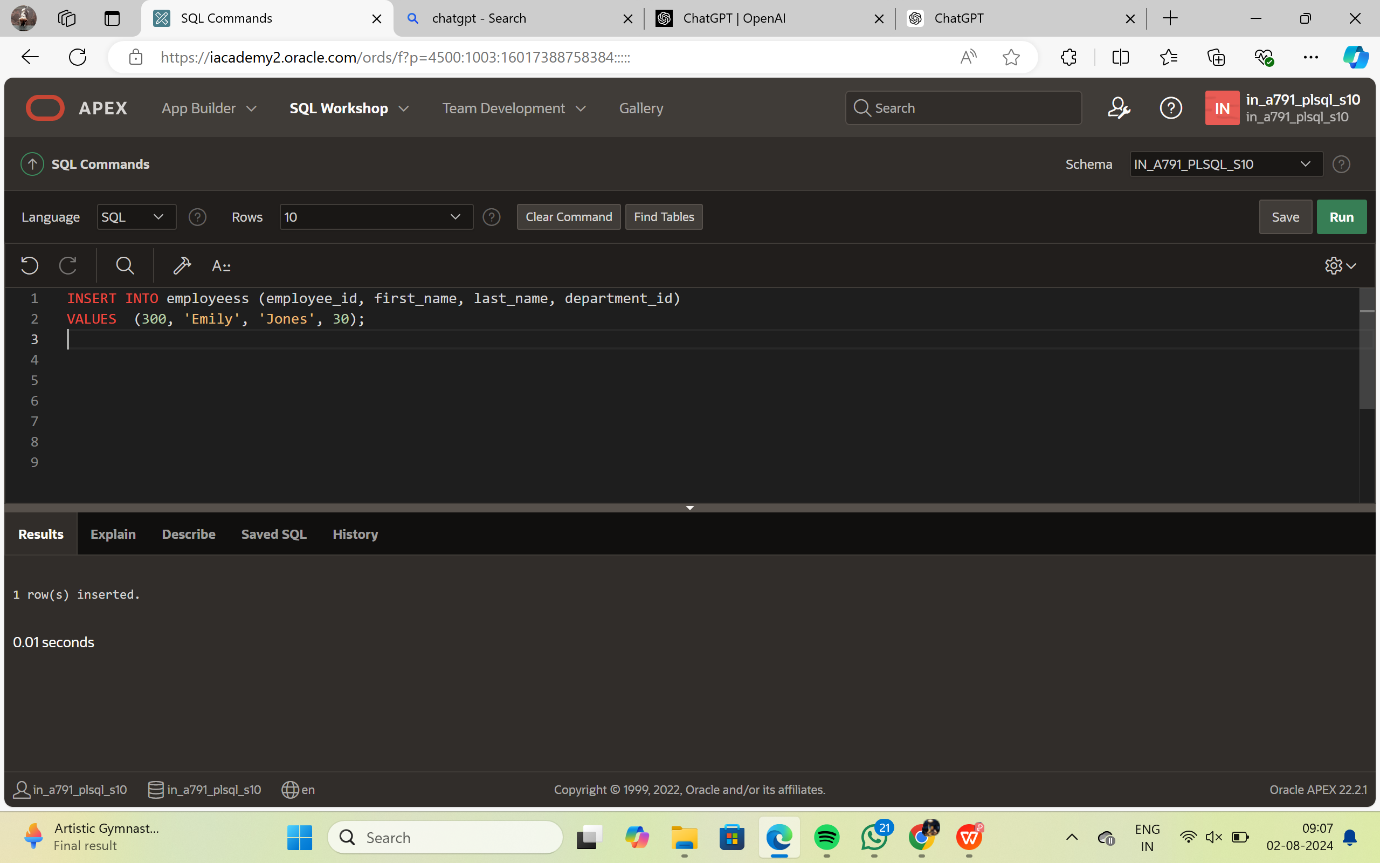 SQL Commands
chatgpt - Search
ChatGPT | OpenAI
ChatGPT
https://iacademy2.oracle.com/ords/f?p=4500:1003:16017388758384:::::
APEX
App Builder
SQL Workshop
Team Development
Gallery
Search
IN
in_a791_plsql_s10
in_a791_plsql_s10
SQL Commands
Schema
IN_A791_PLSQL_S10
Language
SQL
Rows
10
Clear Command
Find Tables
Save
Run
1 INSERT INTO employeess (employee_id, first_name, last_name, department_id)
2 VALUES  (300, 'Emily', 'Jones', 30);
3
4
5
6
7
8
9
Results
Explain
Describe
Saved SQL
History
1 row(s) inserted.
0.01 seconds
in_a791_plsql_s10
in_a791_plsql_s10
en
Copyright © 1999, 2022, Oracle and/or its affiliates.
Oracle APEX 22.2.1
Artistic Gymnast...
Final result
Search
21
ENG
IN
09:07
02-08-2024